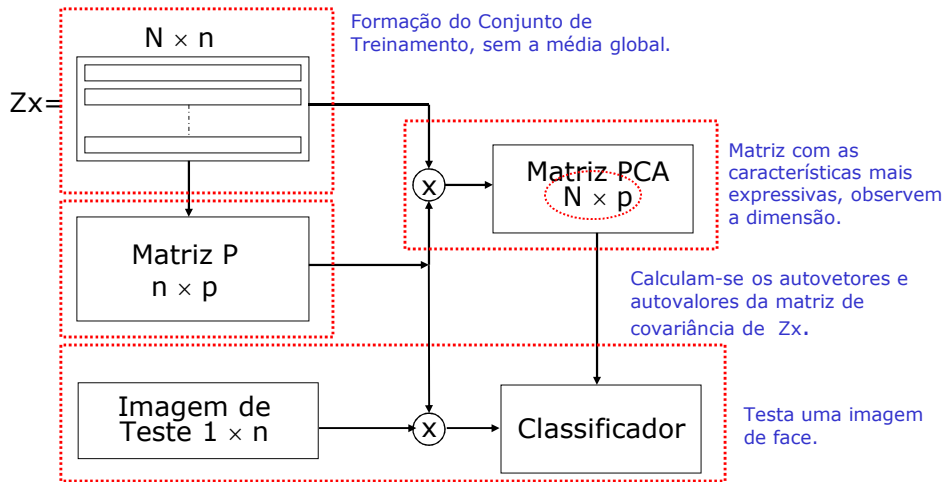 Formação do Conjunto de
Treinamento, sem a média global.
N × n
Zx=
Matriz PCA
N × p
x
Matriz com as
características mais
expressivas, observem
a dimensão.
Matriz P
n × p
Calculam-se os autovetores e
autovalores da matriz de
covariância de Zx.
Imagem de
Teste 1 × n
x
Classificador
Testa uma imagem
de face.